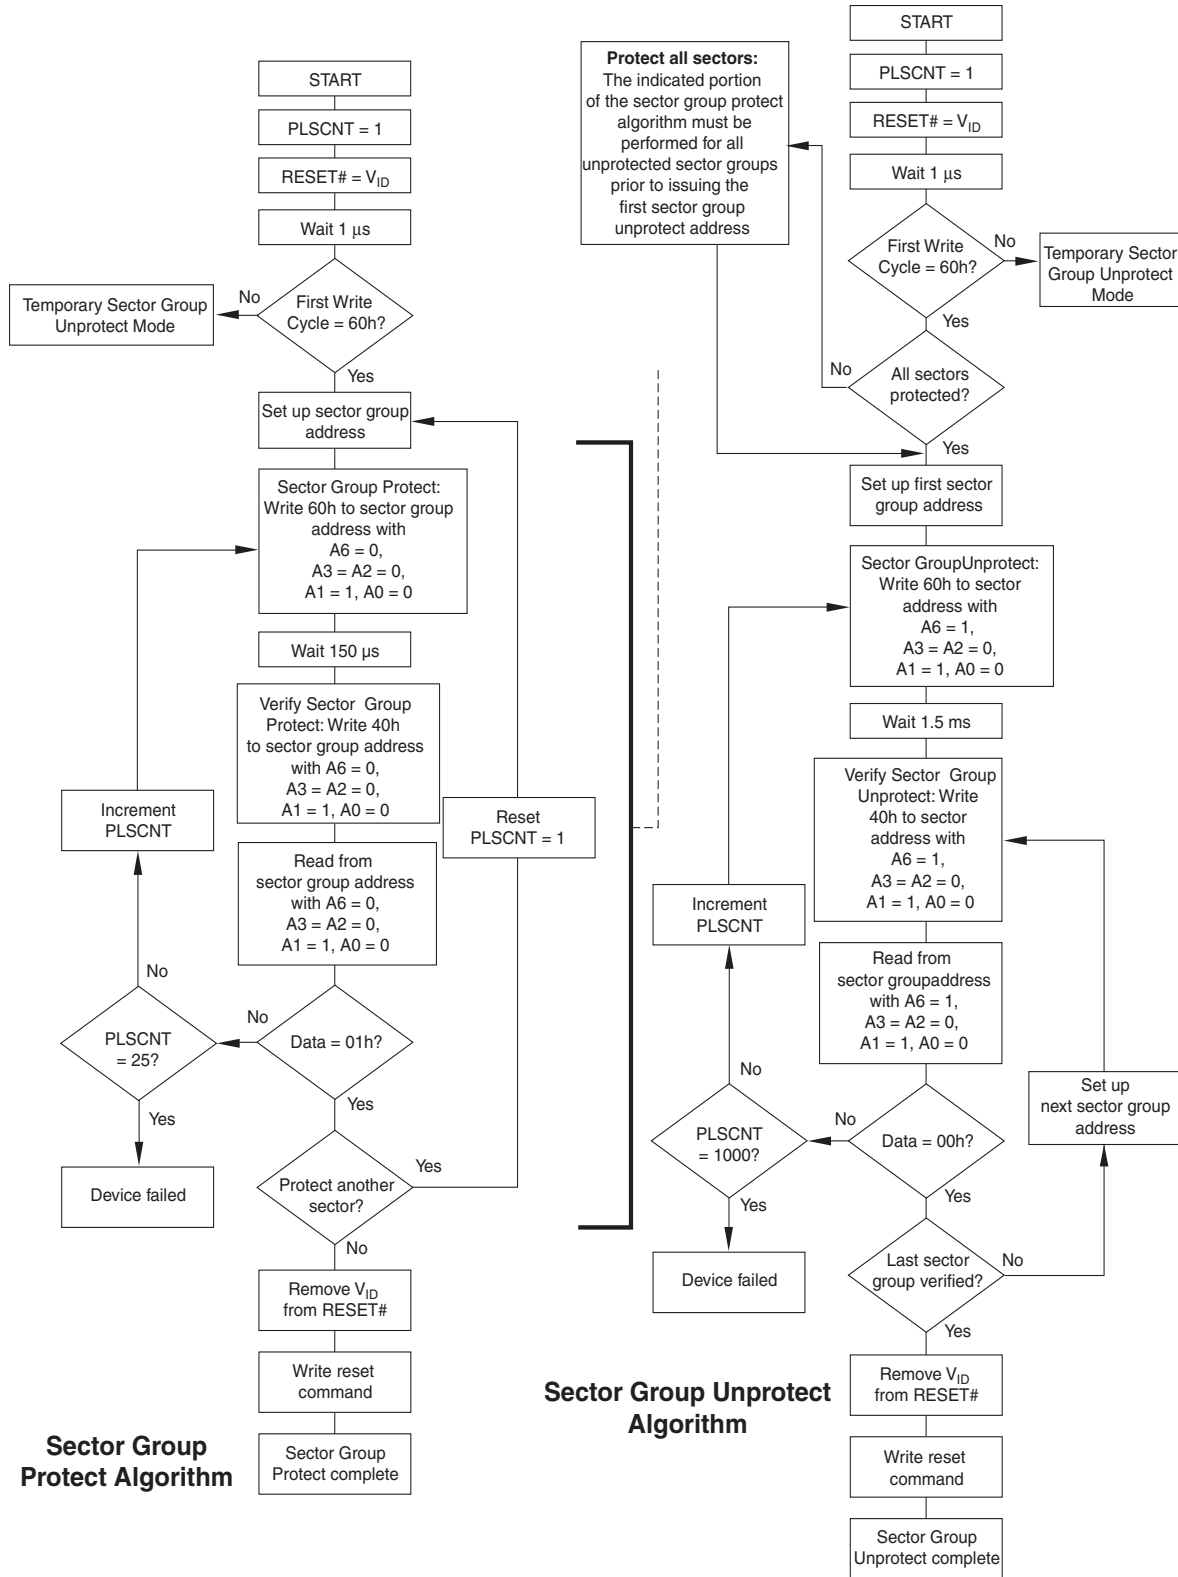 START
PLSCNT = 1
RESET# = VID
Wait 1 μs
First Write
Cycle = 60h?
No
Temporary Sector Group
Unprotect Mode
Yes
Set up sector group
address
Sector Group Protect:
Write 60h to sector group
address with
A6 = 0,
A3 = A2 = 0,
A1 = 1, A0 = 0
Wait 150 μs
Verify Sector Group
Protect: Write 40h
to sector group address
with A6 = 0,
A3 = A2 = 0,
A1 = 1, A0 = 0
Increment
PLSCNT
Reset
PLSCNT = 1
Read from
sector group address
with A6 = 0,
A3 = A2 = 0,
A1 = 1, A0 = 0
No
PLSCNT
= 25?
No
Data = 01h?
Yes
Yes
Device failed
Protect another
sector?
Yes
No
Remove VID
from RESET#
Write reset
command
Sector Group
Protect complete
Sector Group
Protect Algorithm
Protect all sectors:
The indicated portion
of the sector group protect
algorithm must be
performed for all
unprotected sector groups
prior to issuing the
first sector group
unprotect address
START
PLSCNT = 1
RESET# = VID
Wait 1 μs
First Write
Cycle = 60h?
No
Temporary Sector
Group Unprotect
Mode
Yes
No
All sectors
protected?
Yes
Set up first sector
group address
Sector GroupUnprotect:
Write 60h to sector
address with
A6 = 1,
A3 = A2 = 0,
A1 = 1, A0 = 0
Wait 1.5 ms
Verify Sector Group
Unprotect: Write
40h to sector
address with
A6 = 1,
A3 = A2 = 0,
A1 = 1, A0 = 0
Increment
PLSCNT
Read from
sector groupaddress
with A6 = 1,
A3 = A2 = 0,
A1 = 1, A0 = 0
No
Set up
next sector group
address
PLSCNT
= 1000?
No
Data = 00h?
Yes
Yes
Device failed
Last sector
group verified?
No
Yes
Remove VID
from RESET#
Write reset
command
Sector Group
Unprotect complete
Sector Group Unprotect
Algorithm